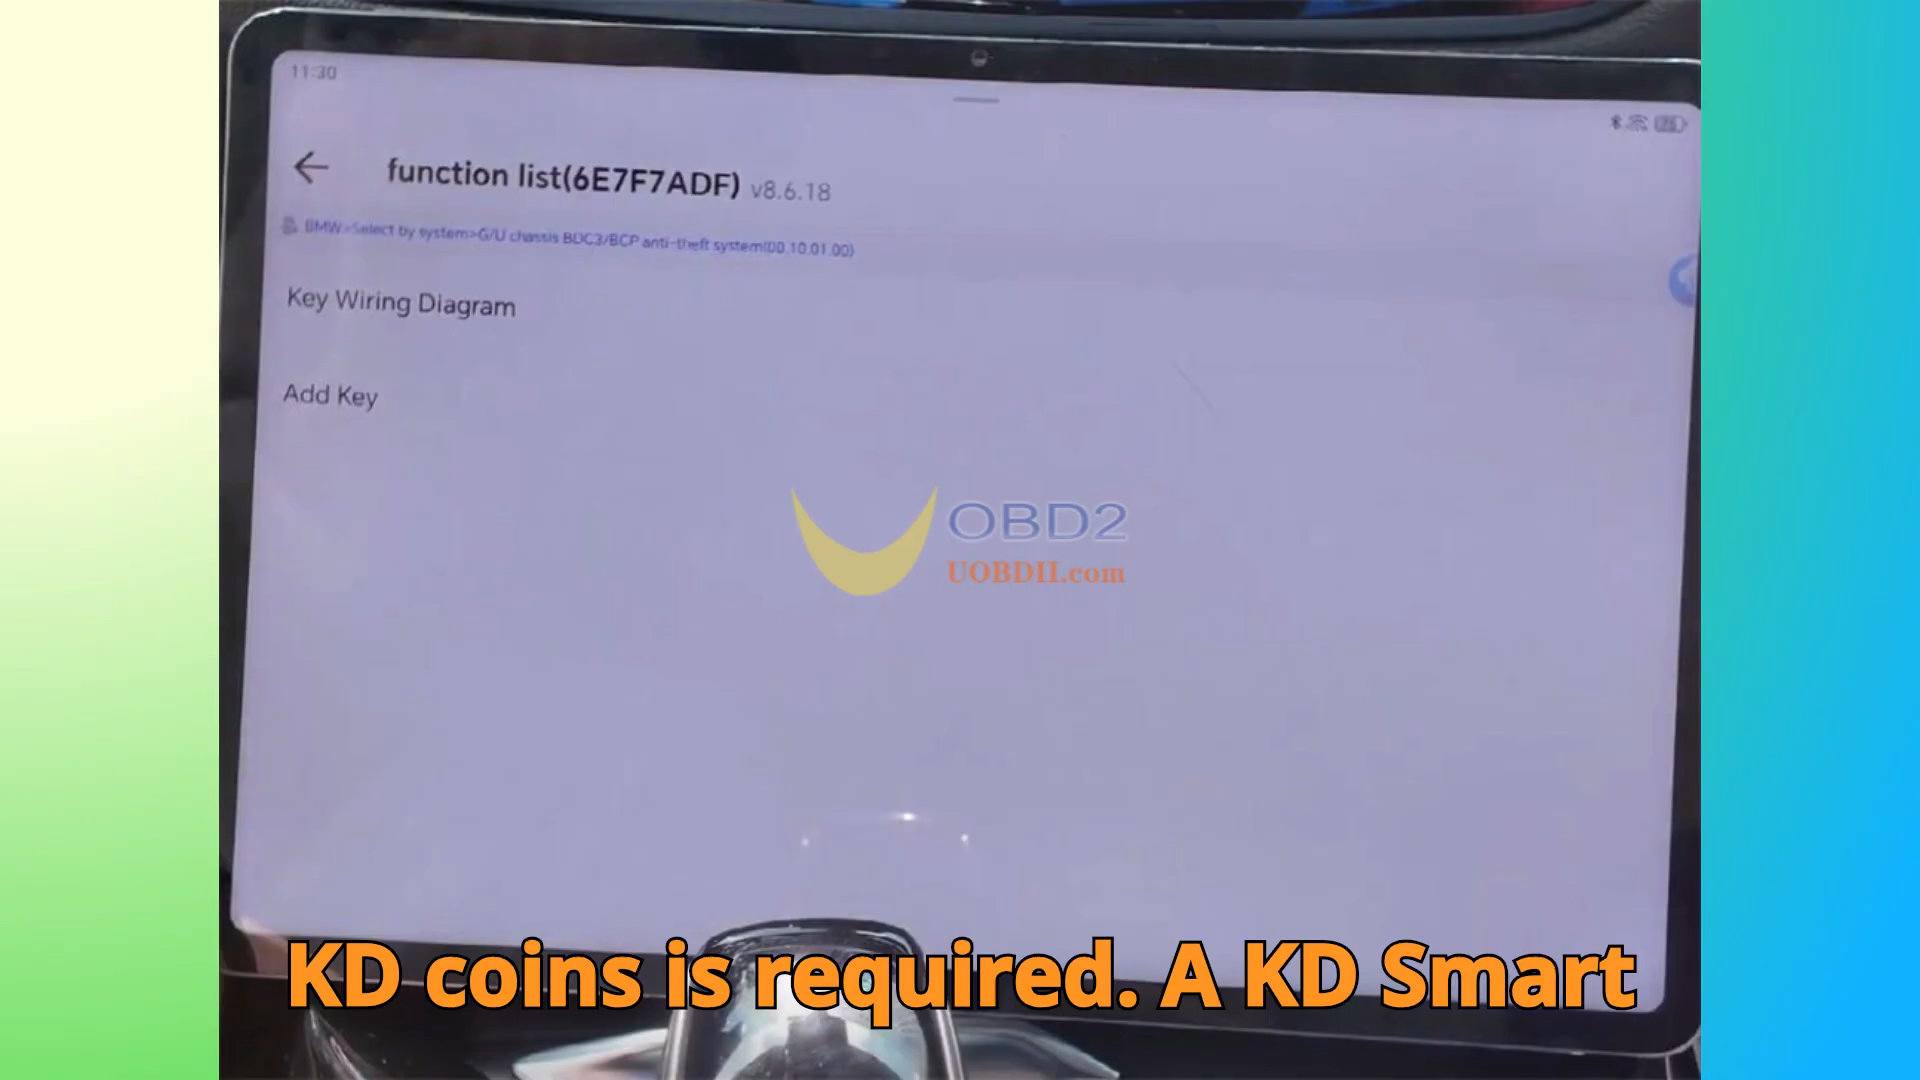 11:30
function list(6E7F7ADF) v8.6.18
BMW>Select by system>G/U chassis BDC3/BCP anti-theft system(00.10.01.00)
Key Wiring Diagram
Add Key
OBD2
UOBDII.com
KD coins is required. A KD Smart